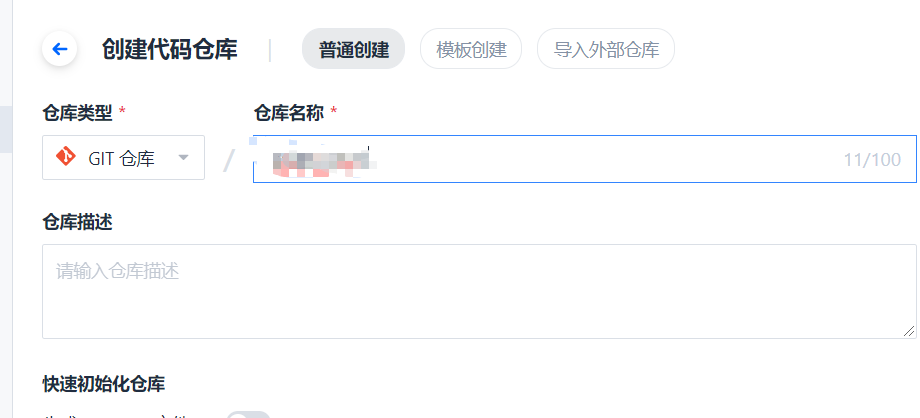 创建代码仓库 普通创建 模板创建 导入外部仓库
仓库类型 * 仓库名称 *
GIT 仓库 / 11/100
仓库描述
请输入仓库描述
快速初始化仓库